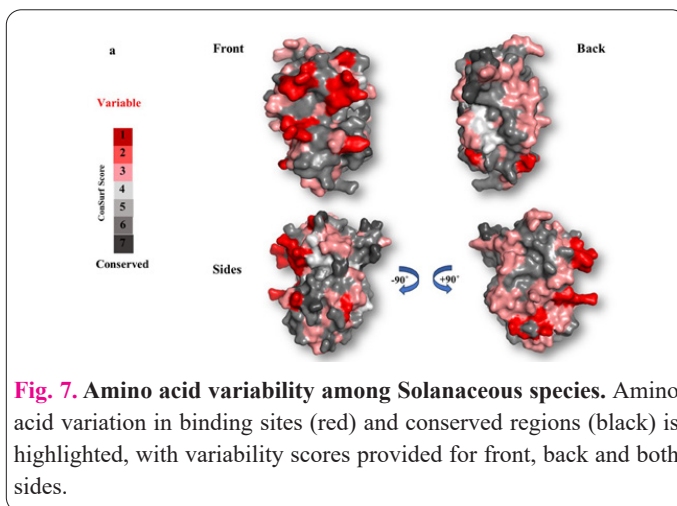 a
Front
Back
Variable
1
2
3
4
5
6
7
ConSurf Score
Conserved
Sides
-90°
+90°
Fig. 7. Amino acid variability among Solanaceous species. Amino
acid variation in binding sites (red) and conserved regions (black) is
highlighted, with variability scores provided for front, back and both
sides.